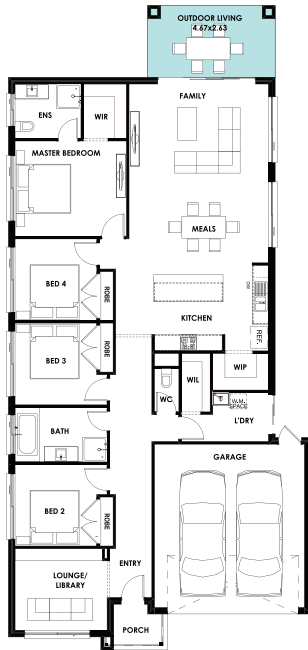 OUTDOOR LIVING
4.67x2.63
FAMILY
ENS
WIR
MASTER BEDROOM
MEALS
BED 4
ROBE
DW
KITCHEN
REF.
BED 3
ROBE
WIP
WIL
WC
W.M.
SPACE
L'DRY
BATH
GARAGE
BED 2
ROBE
ENTRY
LOUNGE/
LIBRARY
PORCH